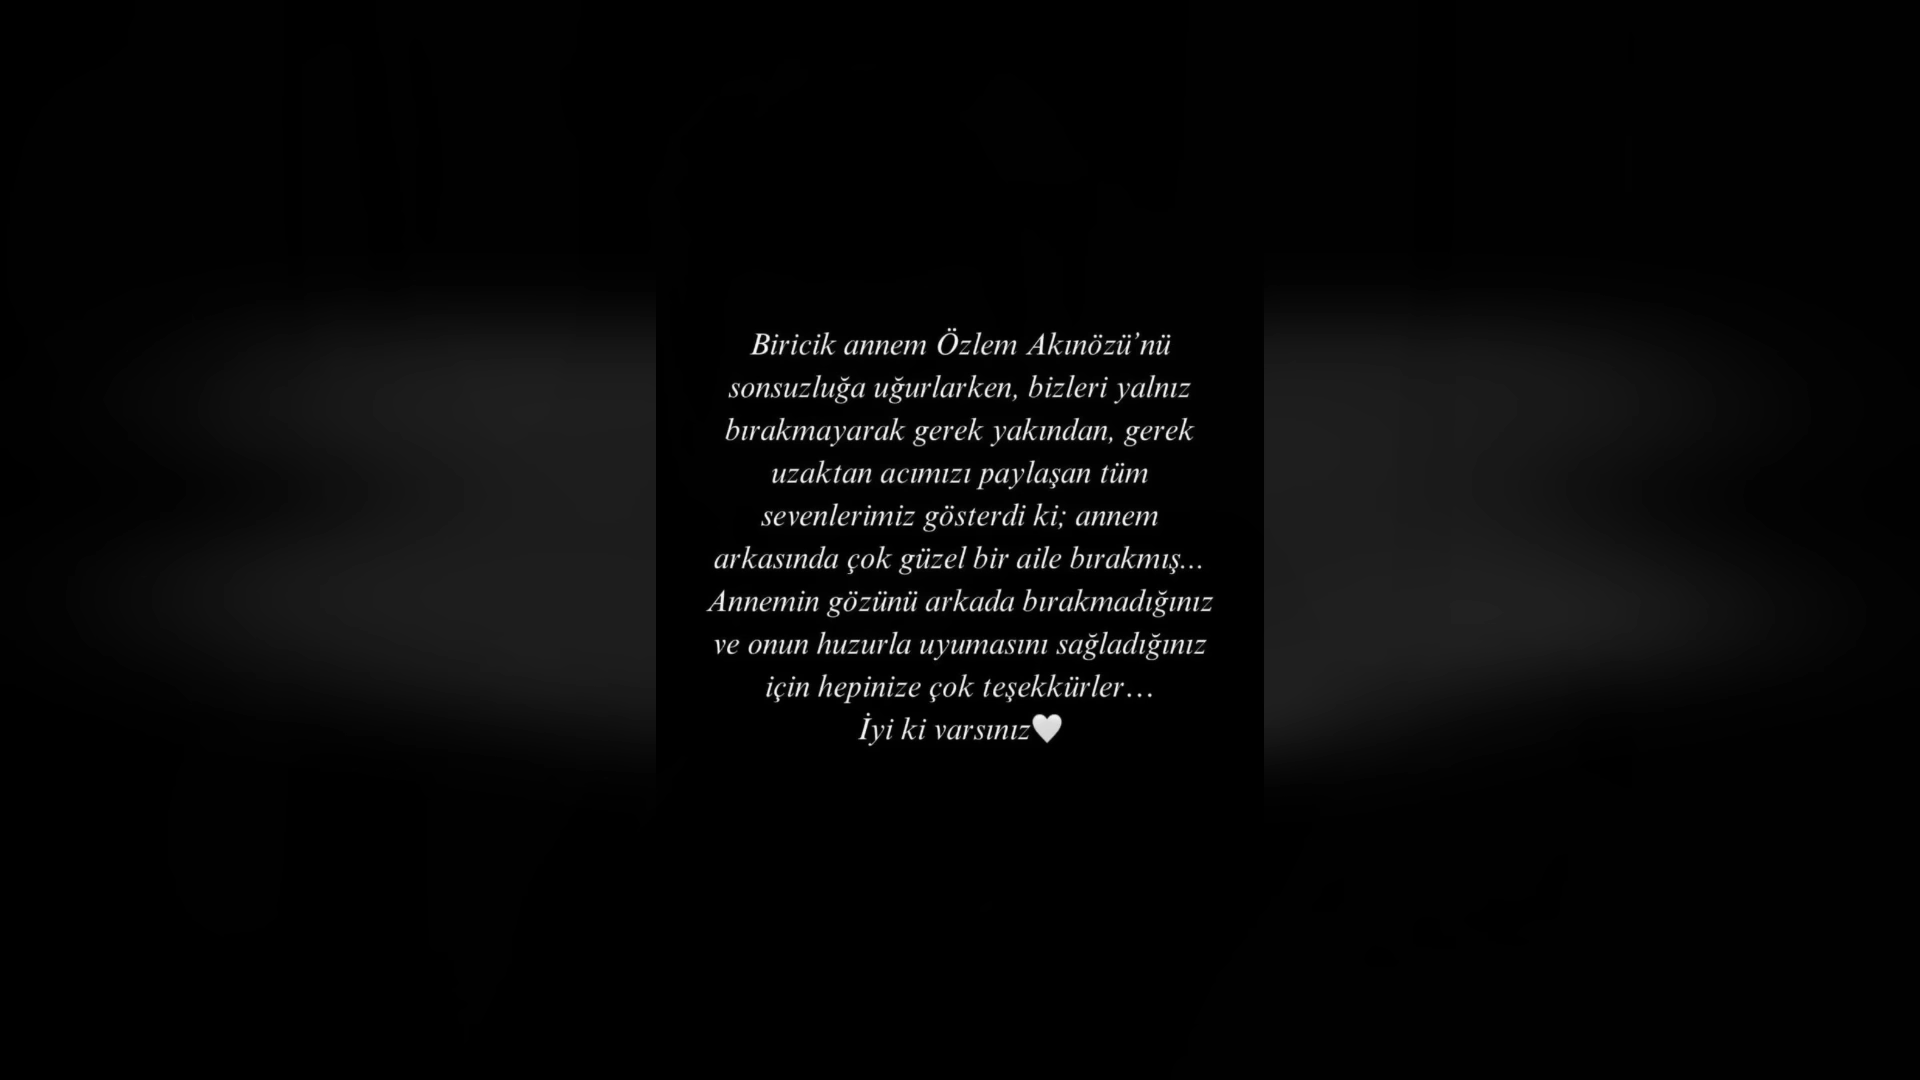 Biricik annem Özlem Akınözü’nü
sonsuzluğa uğurlarken, bizleri yalnız
bırakmayarak gerek yakından, gerek
uzaktan acımızı paylaşan tüm
sevenlerimiz gösterdi ki; annem
arkasında çok güzel bir aile bırakmış...
Annemin gözünü arkada bırakmadığınız
ve onun huzurla uyumasını sağladığınız
için hepinize çok teşekkürler…
İyi ki varsınız🤍